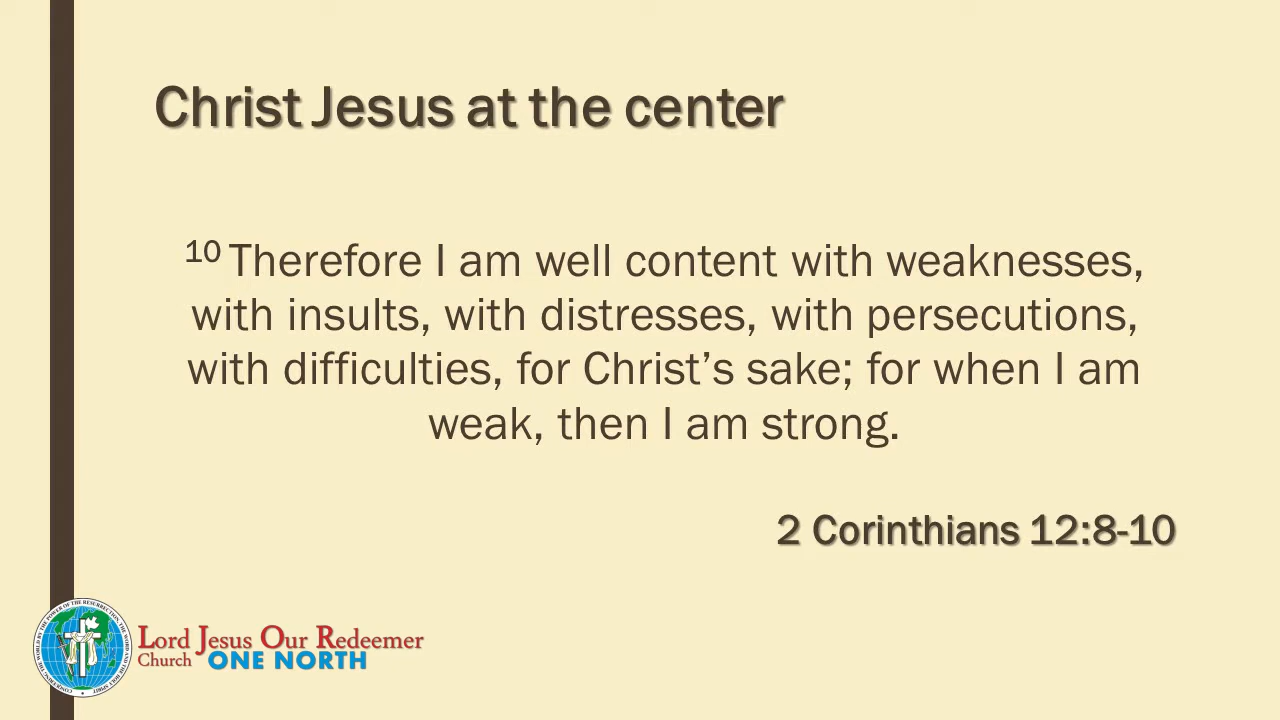 Christ Jesus at the center
10 Therefore I am well content with weaknesses,
with insults, with distresses, with persecutions,
with difficulties, for Christ’s sake; for when I am
weak, then I am strong.
2 Corinthians 12:8-10
Lord Jesus Our Redeemer
Church ONE NORTH